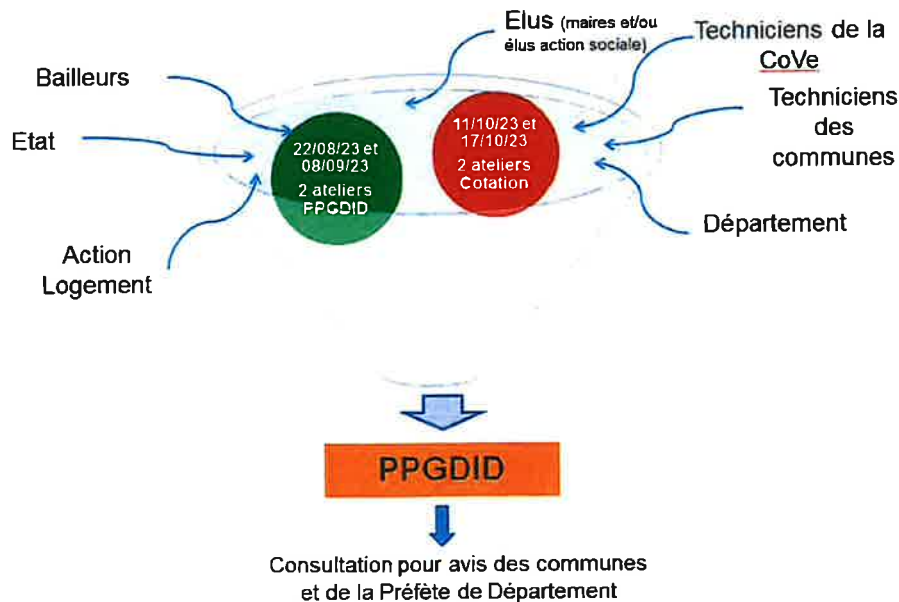 Elus (maires et/ou
élus action sociale)
Techniciens de la
CoVe
Bailleurs
Techniciens
des
communes
Etat
22/08/23 et
08/09/23
2 ateliers
PPGDID
11/10/23 et
17/10/23
2 ateliers
Cotation
Département
Action
Logement
PPGDID
Consultation pour avis des communes
et de la Préfète de Département